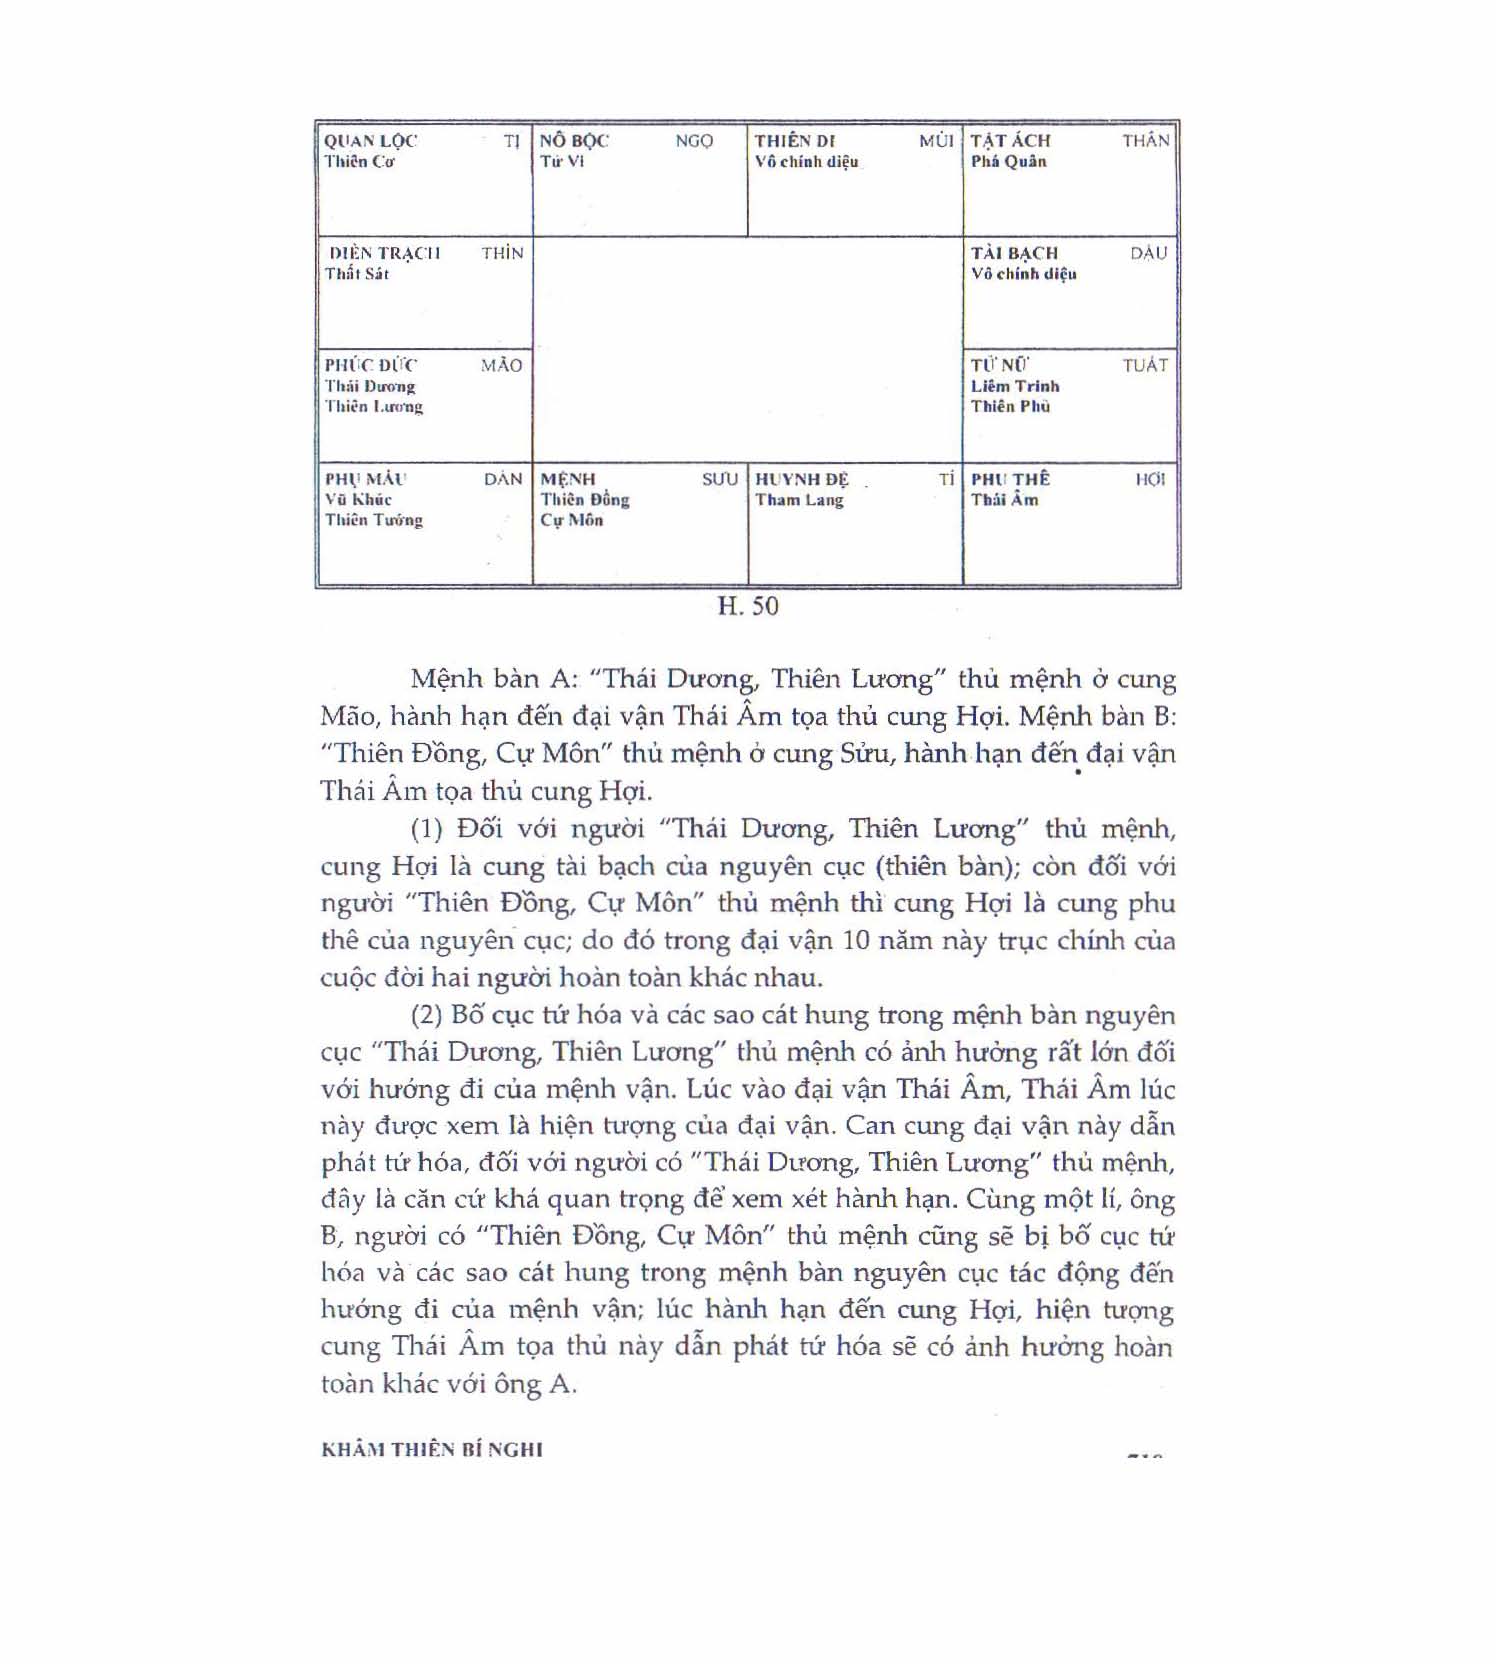 QUAN LỘC TỊ NÔ BỘC NGỌ THIÊN DI MÙI TẬT ÁCH THÂN
Thiên Cơ Tử Vi Vô chính diệu Phá Quân
ĐIỀN TRẠCH THÌN TÀI BẠCH DẬU
Thất Sát Vô chính diệu
PHÚC ĐỨC MÃO TỬ NỮ TUẤT
Thái Dương Liêm Trinh
Thiên Lương Thiên Phủ
PHỤ MẪU DẦN MỆNH SƯU HUYNH ĐỆ TÍ PHU THÊ HỢI
Vũ Khúc Thiên Đồng Tham Lang Thái Âm
Thiên Tướng Cự Môn
H. 50
Mệnh bàn A: "Thái Dương, Thiên Lương" thủ mệnh ở cung
Mão, hành hạn đến đại vận Thái Âm tọa thủ cung Hợi. Mệnh bàn B:
"Thiên Đồng, Cự Môn" thủ mệnh ở cung Sửu, hành hạn đến đại vận
Thái Âm tọa thủ cung Hợi.
(1) Đối với người "Thái Dương, Thiên Lương" thủ mệnh,
cung Hợi là cung tài bạch của nguyên cục (thiên bàn); còn đối với
người "Thiên Đồng, Cự Môn" thủ mệnh thì cung Hợi là cung phu
thê của nguyên cục; do đó trong đại vận 10 năm này trục chính của
cuộc đời hai người hoàn toàn khác nhau.
(2) Bố cục tứ hóa và các sao cát hung trong mệnh bàn nguyên
cục "Thái Dương, Thiên Lương" thủ mệnh có ảnh hưởng rất lớn đối
với hướng đi của mệnh vận. Lúc vào đại vận Thái Âm, Thái Âm lúc
này được xem là hiện tượng của đại vận. Can cung đại vận này dẫn
phát tứ hóa, đối với người có "Thái Dương, Thiên Lương" thủ mệnh,
đây là căn cứ khá quan trọng để xem xét hành hạn. Cùng một lí, ông
B, người có "Thiên Đồng, Cự Môn" thủ mệnh cũng sẽ bị bố cục tứ
hóa và các sao cát hung trong mệnh bàn nguyên cục tác động đến
hướng đi của mệnh vận; lúc hành hạn đến cung Hợi, hiện tượng
cung Thái Âm tọa thủ này dẫn phát tứ hóa sẽ có ảnh hưởng hoàn
toàn khác với ông A.
KHÂM THIÊN BÍ NGHI